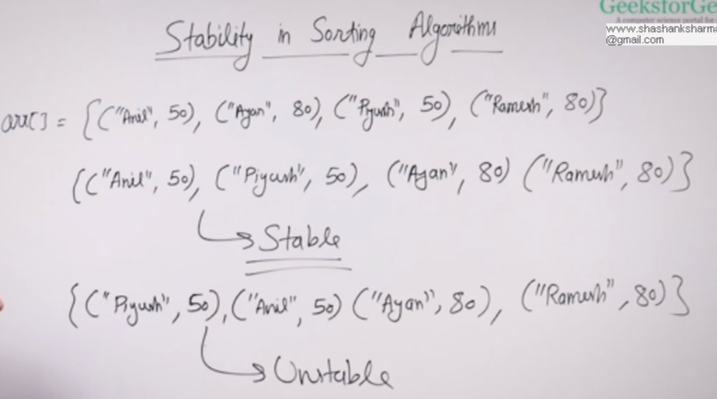 GeeksforGe
A computer science portal for
www.shashanksharma
@gmail.com
Stability in Sorting Algorithms
arr[] = {("Anil", 50), ("Ayan", 80), ("Piyush", 50), ("Ramesh", 80)}
{("Anil", 50), ("Piyush", 50), ("Ayan", 80) ("Ramesh", 80)}
Stable
{("Piyush", 50), ("Anil", 50) ("Ayan", 80), ("Ramesh", 80)}
Unstable